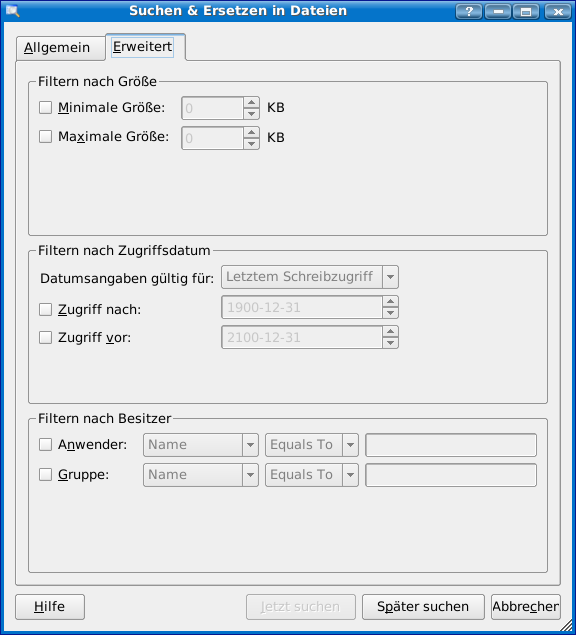 Suchen & Ersetzen in Dateien
Allgemein Erweitert
Filtern nach Größe
Minimale Größe: 0 KB
Maximale Größe: 0 KB
Filtern nach Zugriffsdatum
Datumsangaben gültig für: Letztem Schreibzugriff
Zugriff nach: 1900-12-31
Zugriff vor: 2100-12-31
Filtern nach Besitzer
Anwender: Name Equals To
Gruppe: Name Equals To
Hilfe Jetzt suchen Später suchen Abbrechen